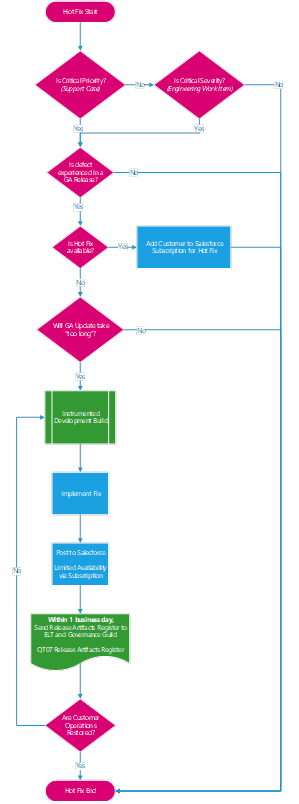 Hot Fix Start
Is Critical Priority?
(Support Case)
No
Is Critical Severity?
(Engineering Work Item)
No
Yes
Yes
Is defect
experienced in a
GA Release?
No
Yes
Is Hot Fix
available?
Yes
Add Customer to Salesforce
Subscription for Hot Fix
No
Will GA Update take
"too long"?
No
Yes
Instrumented
Development Build
Implement Fix
Post to Salesforce
Limited Availability
via Subscription
No
Within 1 business day,
Send Release Artifacts Register to
ELT and Governance Guild
QT07 Release Artifacts Register
Are Customer
Operations
Restored?
Yes
Hot Fix End